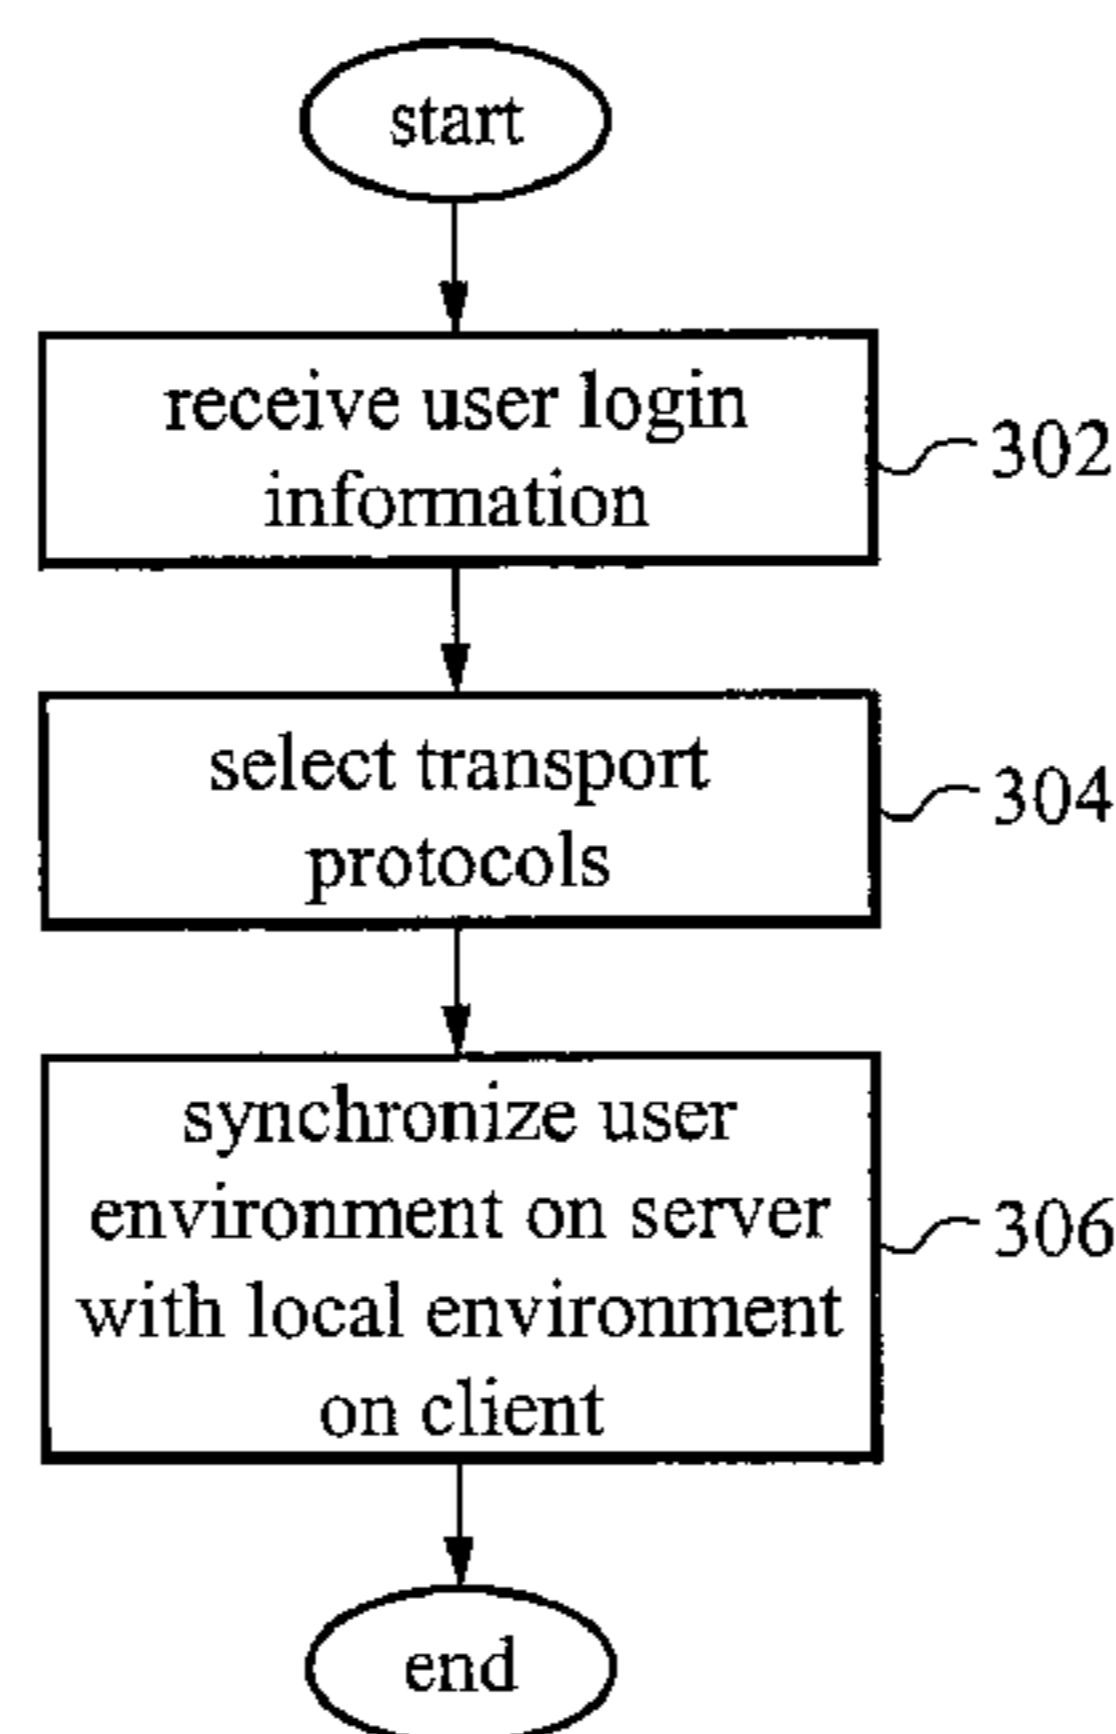 start
receive user login
information
302
select transport
protocols
304
synchronize user
environment on server
with local environment
on client
306
end